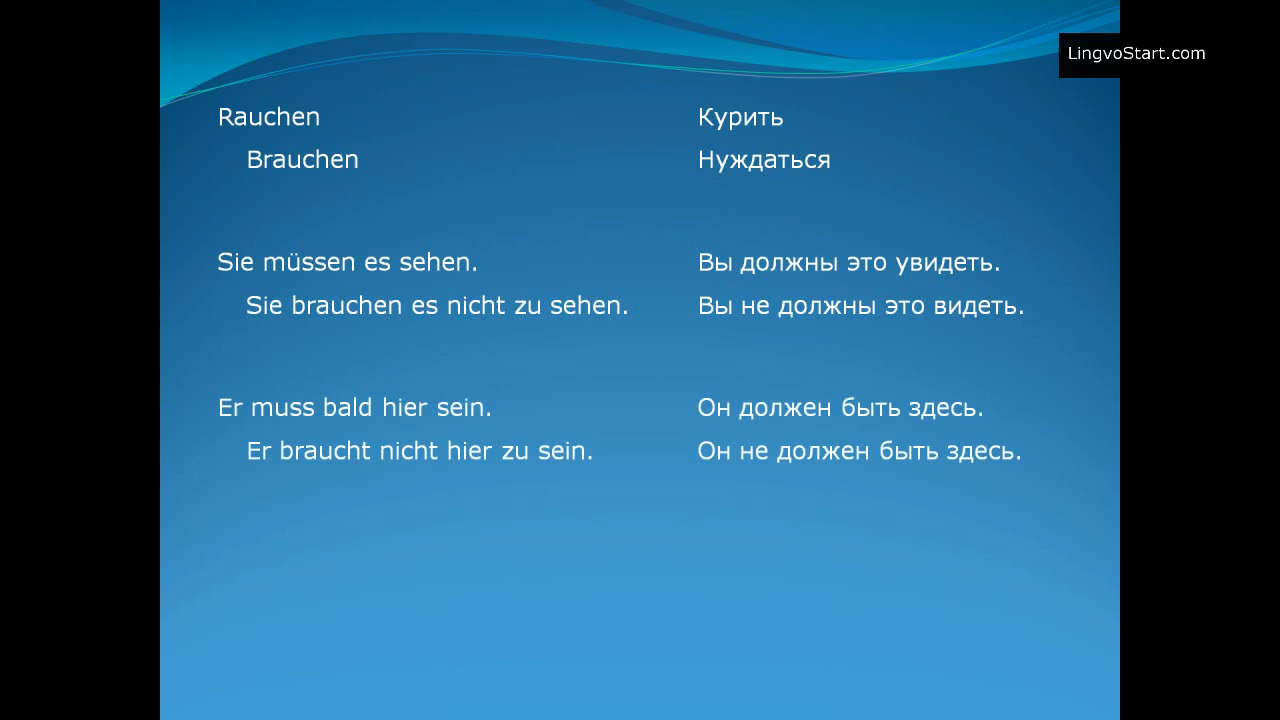 LingvoStart.com
Rauchen Курить
Brauchen Нуждаться
Sie müssen es sehen. Вы должны это увидеть.
Sie brauchen es nicht zu sehen. Вы не должны это видеть.
Er muss bald hier sein. Он должен быть здесь.
Er braucht nicht hier zu sein. Он не должен быть здесь.